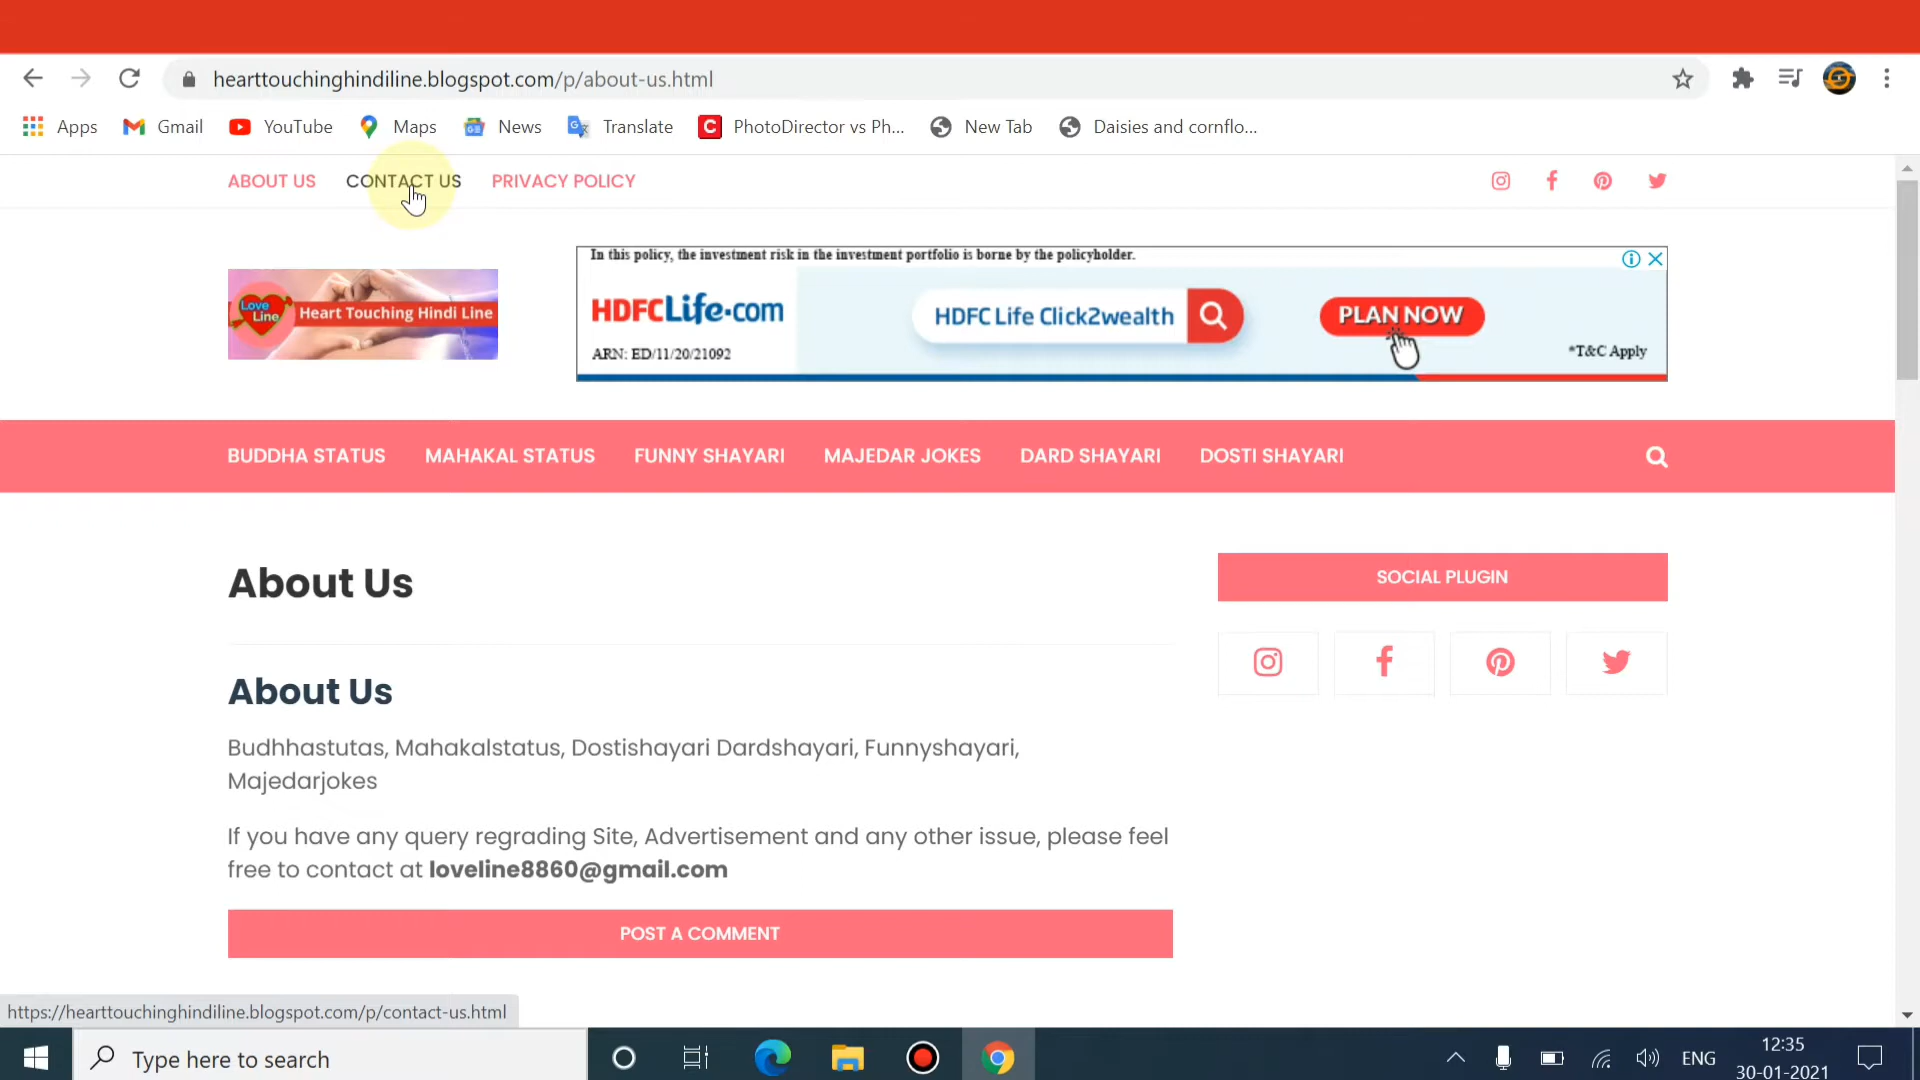 hearttouchinghindiline.blogspot.com/p/about-us.html
Apps Gmail YouTube Maps News Translate PhotoDirector vs Ph... New Tab Daisies and cornflo...
ABOUT US CONTACT US PRIVACY POLICY
In this policy, the investment risk in the investment portfolio is borne by the policyholder.
Love Line
Heart Touching Hindi Line
HDFC Life.com
HDFC Life Click2wealth
PLAN NOW
ARN: ED/11/20/21092
*T&C Apply
BUDDHA STATUS MAHAKAL STATUS FUNNY SHAYARI MAJEDAR JOKES DARD SHAYARI DOSTI SHAYARI
About Us
SOCIAL PLUGIN
About Us
Budhhastutas, Mahakalstatus, Dostishayari Dardshayari, Funnyshayari,
Majedarjokes
If you have any query regrading Site, Advertisement and any other issue, please feel
free to contact at loveline8860@gmail.com
POST A COMMENT
https://hearttouchinghindiline.blogspot.com/p/contact-us.html
Type here to search
ENG
12:35
30-01-2021